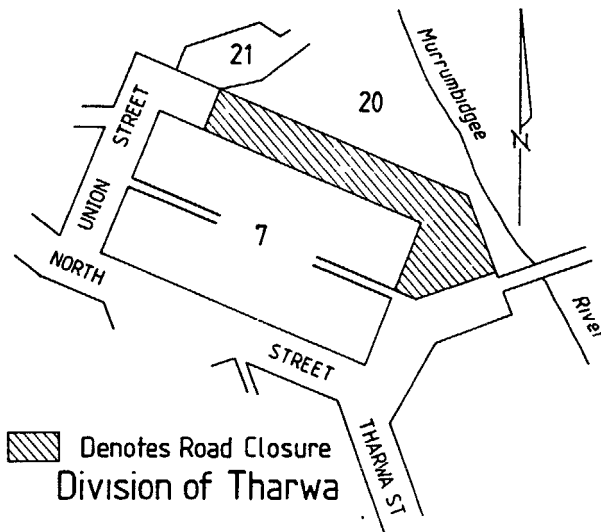 21
20
Murrumbidgee
N
STREET
UNION
7
NORTH
River
STREET
THARWA ST
Denotes Road Closure
Division of Tharwa